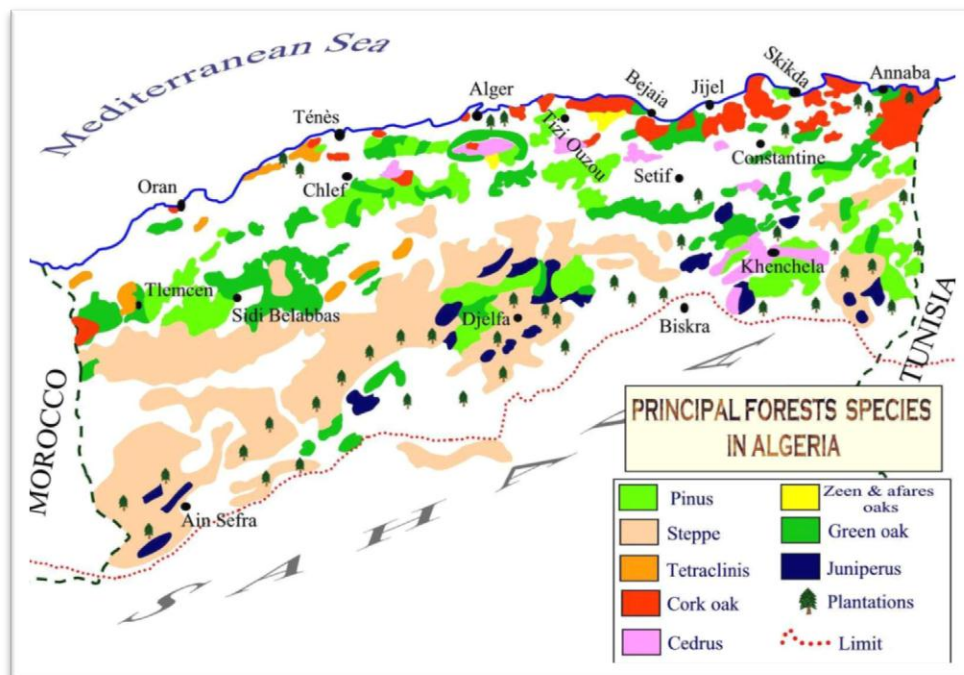 Mediterranean Sea
Alger
Bejaia
Jijel
Skikda
Annaba
Ténès
Tizi Ouzou
Constantine
Oran
Chlef
Setif
Tlemcen
Sidi Belabbas
Khenchela
Djelfa
Biskra
MOROCCO
TUNISIA
Ain Sefra
PRINCIPAL FORESTS SPECIES
IN ALGERIA
Pinus
Zeen & afares
oaks
Steppe
Green oak
Tetraclinis
Juniperus
Cork oak
Plantations
Cedrus
Limit